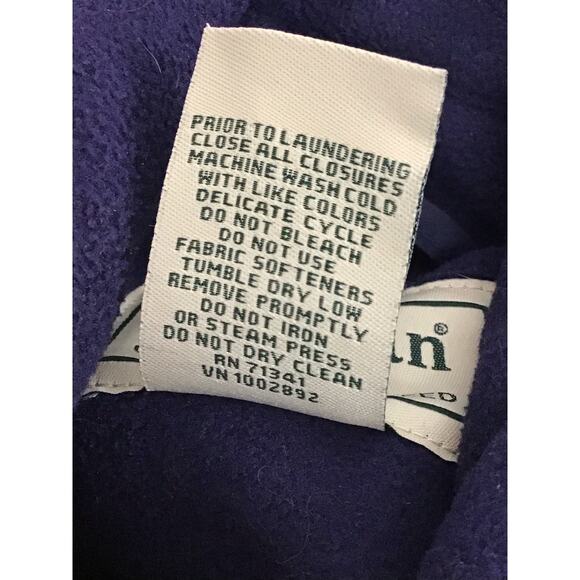 PRIOR TO LAUNDERING
CLOSE ALL CLOSURES
MACHINE WASH COLD
WITH LIKE COLORS
DELICATE CYCLE
DO NOT BLEACH
DO NOT USE
FABRIC SOFTENERS
TUMBLE DRY LOW
REMOVE PROMPTLY
DO NOT IRON
OR STEAM PRESS
DO NOT DRY CLEAN
RN 71341
VN 1002892
an®